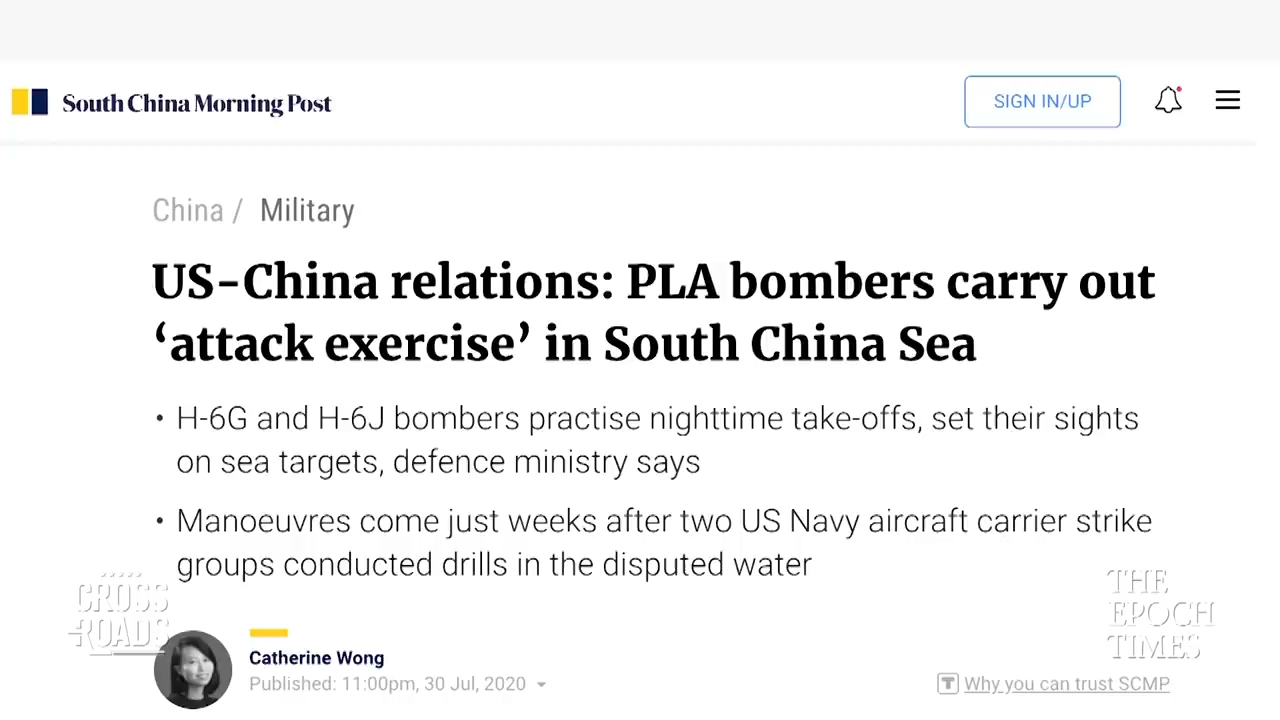 South China Morning Post
SIGN IN/UP
China / Military
US-China relations: PLA bombers carry out
‘attack exercise’ in South China Sea
• H-6G and H-6J bombers practise nighttime take-offs, set their sights
on sea targets, defence ministry says
• Manoeuvres come just weeks after two US Navy aircraft carrier strike
groups conducted drills in the disputed water
CROSS
ROADS
THE
EPOCH
TIMES
Catherine Wong
Published: 11:00pm, 30 Jul, 2020
T Why you can trust SCMP